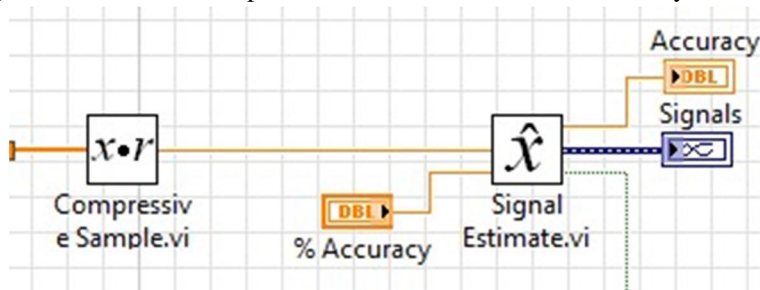 Accuracy
DBL
Signals
x•r
x̂
Compressiv
e Sample.vi
DBL
% Accuracy
Signal
Estimate.vi